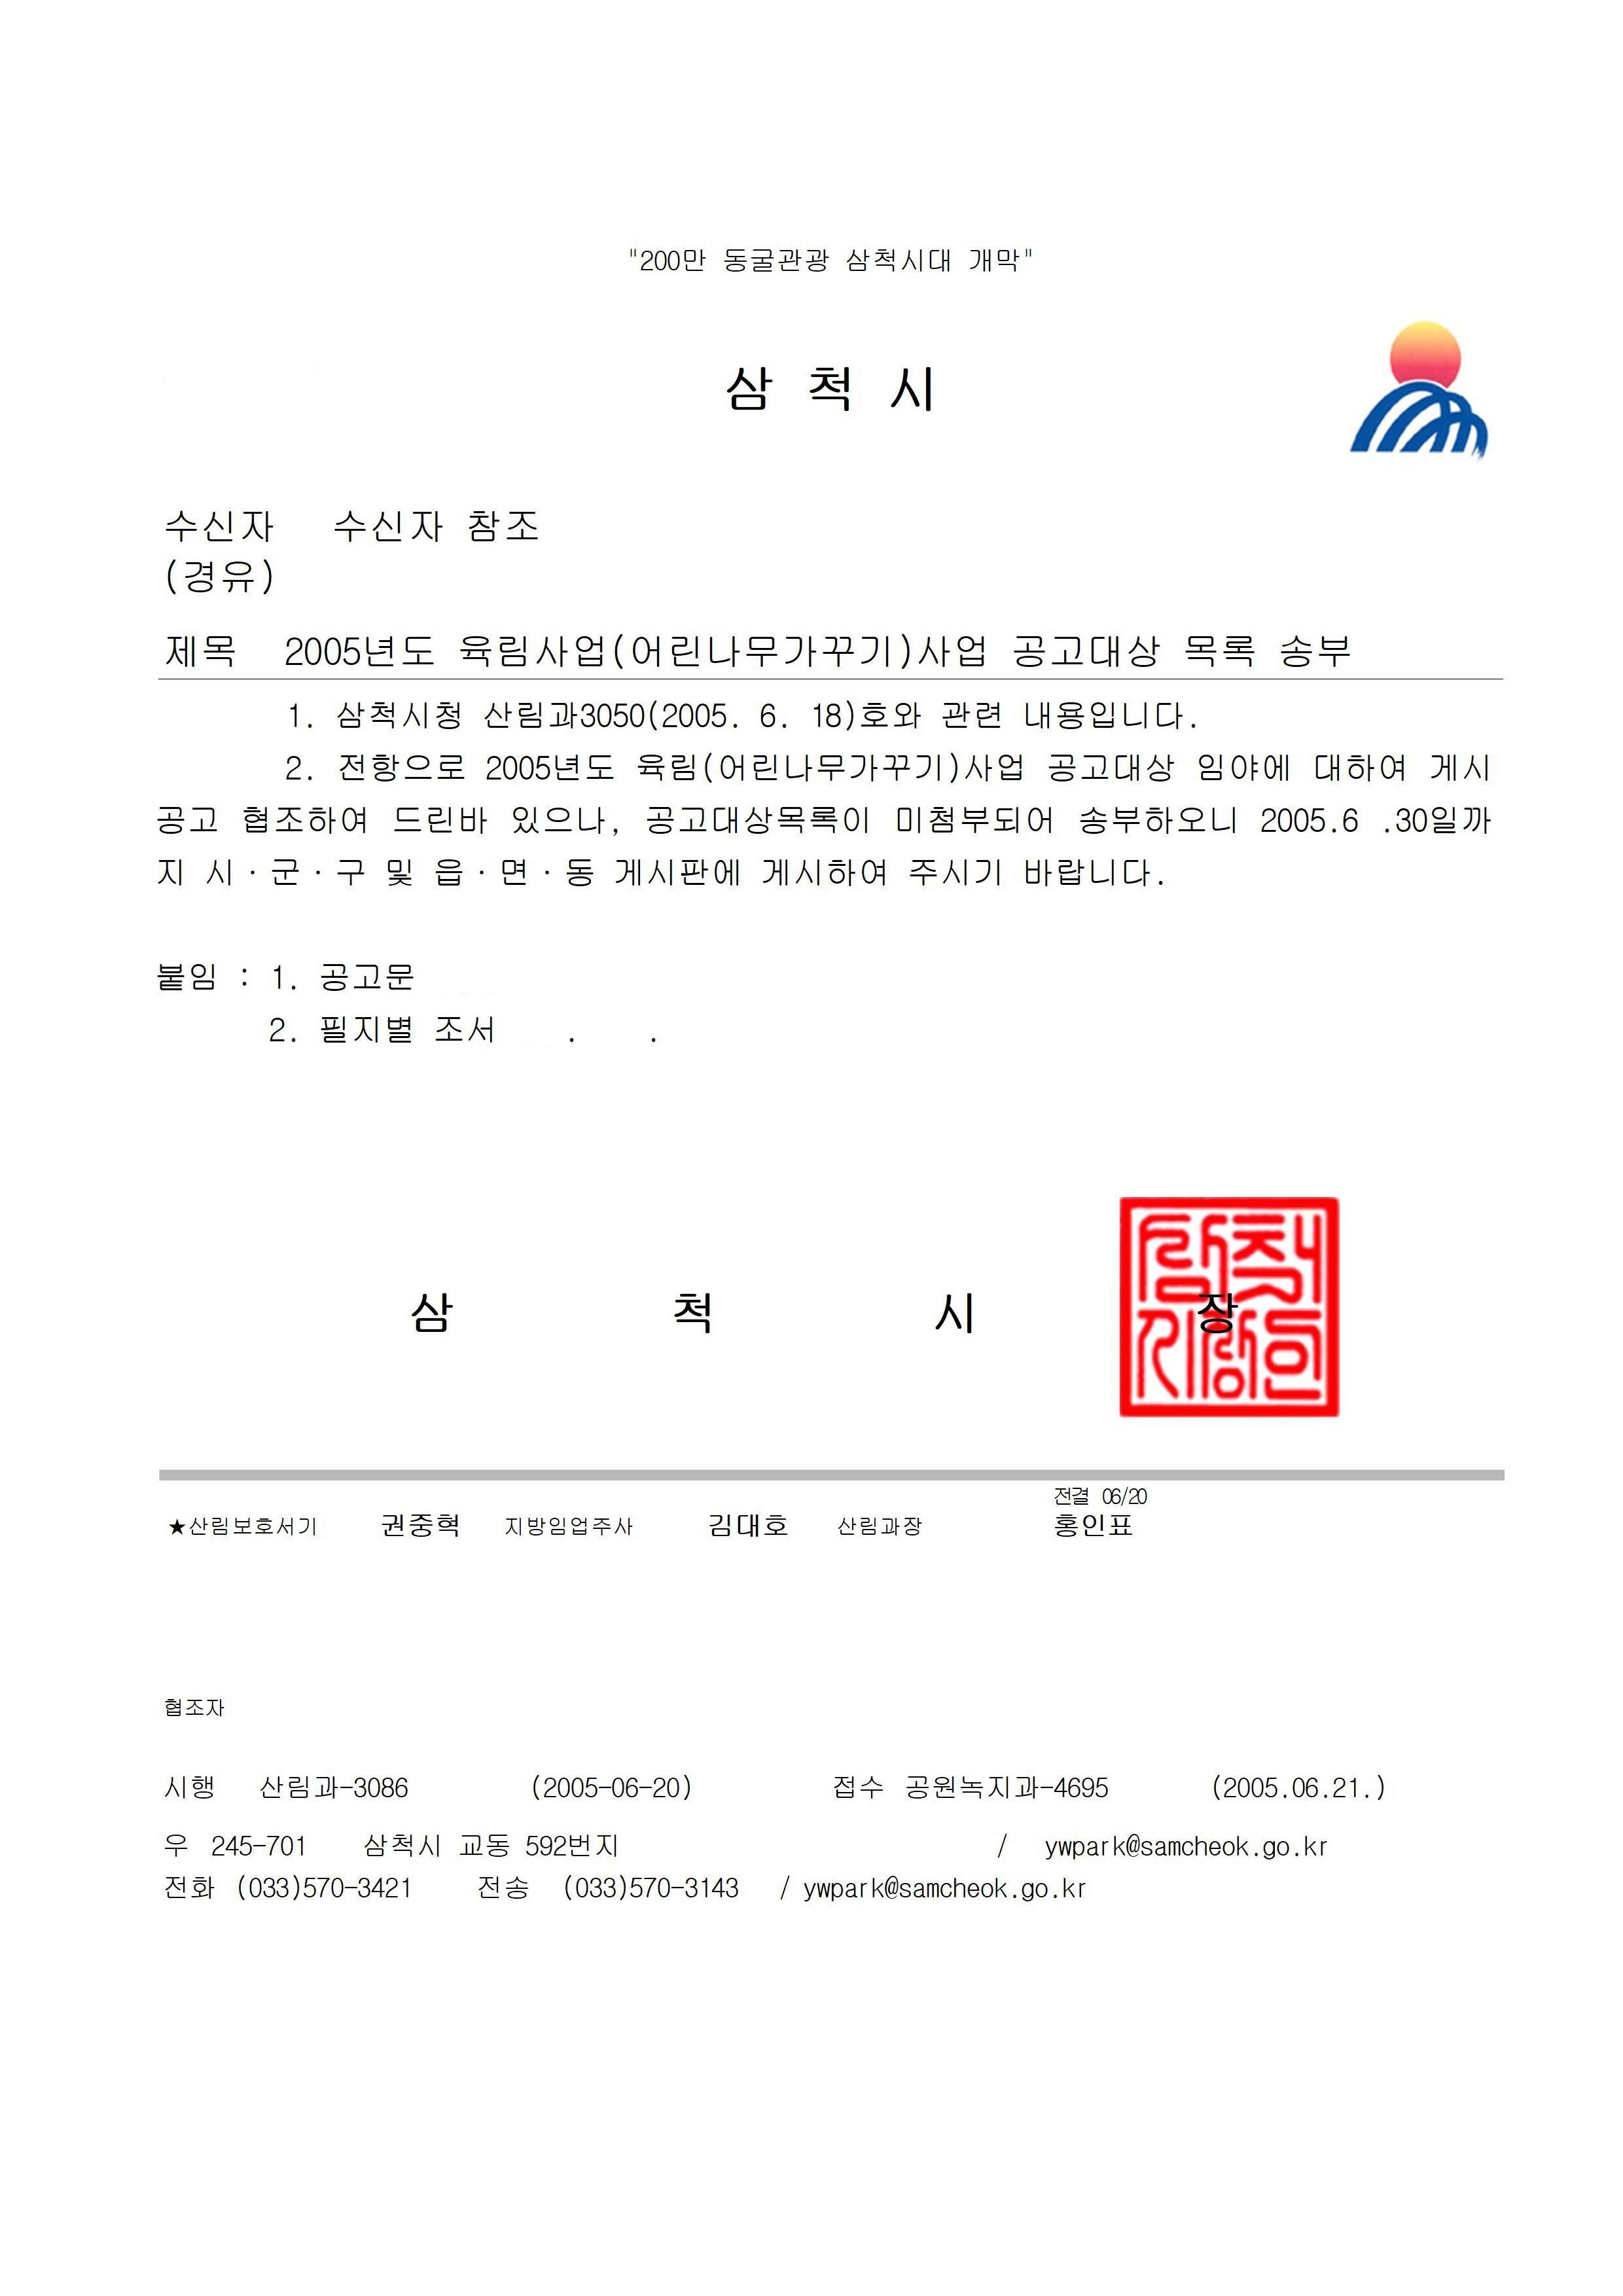 "200만 동굴관광 삼척시대 개막"
삼 척 시
수신자 수신자 참조
(경유)
제목 2005년도 육림사업(어린나무가꾸기)사업 공고대상 목록 송부
1. 삼척시청 산림과3050(2005. 6. 18)호와 관련 내용입니다.
2. 전항으로 2005년도 육림(어린나무가꾸기)사업 공고대상 임야에 대하여 게시
공고 협조하여 드린바 있으나, 공고대상목록이 미첨부되어 송부하오니 2005.6 .30일까
지 시·군·구 및 읍·면·동 게시판에 게시하여 주시기 바랍니다.
붙임 : 1. 공고문
2. 필지별 조서 . .
삼 척 시 장
전결 06/20
★산림보호서기 권중혁 지방임업주사 김대호 산림과장 홍인표
협조자
시행 산림과-3086 (2005-06-20) 접수 공원녹지과-4695 (2005.06.21.)
우 245-701 삼척시 교동 592번지 / ywpark@samcheok.go.kr
전화 (033)570-3421 전송 (033)570-3143 / ywpark@samcheok.go.kr